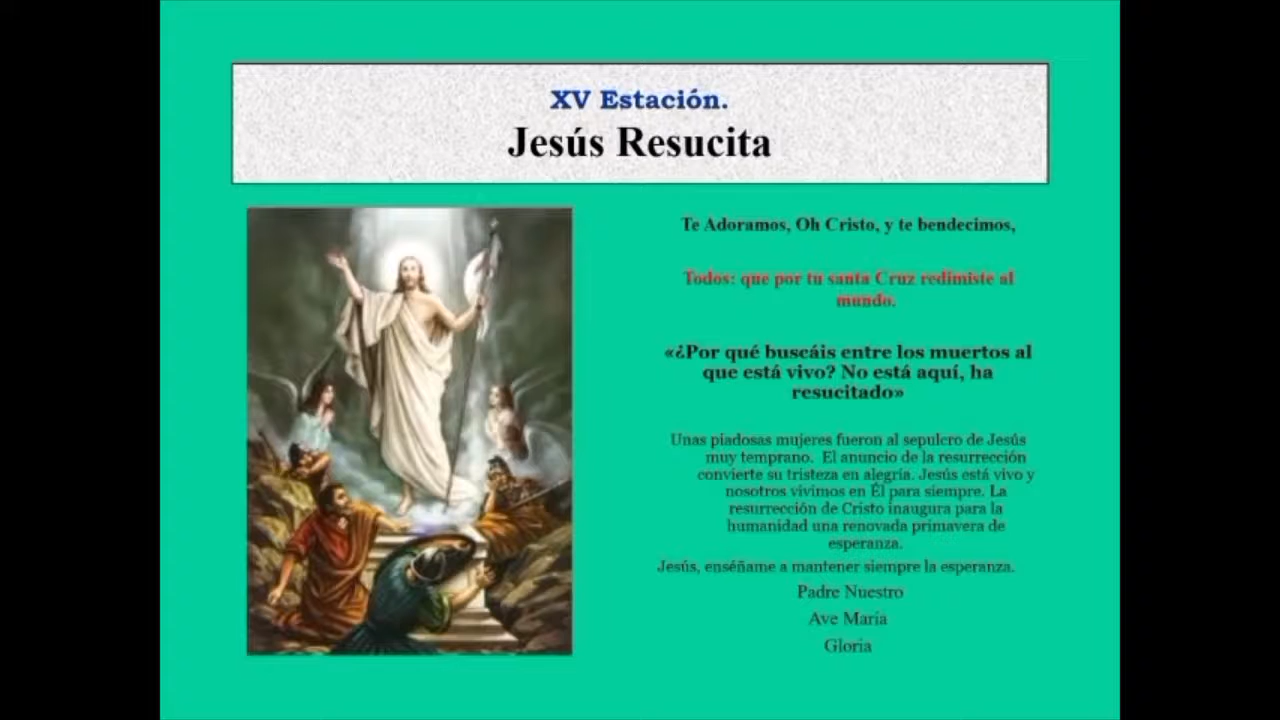 XV Estación.
Jesús Resucita
Te Adoramos, Oh Cristo, y te bendecimos,
Todos: que por tu santa Cruz redimiste al
mundo.
«¿Por qué buscáis entre los muertos al
que está vivo? No está aquí, ha
resucitado»
Unas piadosas mujeres fueron al sepulcro de Jesús
muy temprano. El anuncio de la resurrección
convierte su tristeza en alegría. Jesús está vivo y
nosotros vivimos en Él para siempre. La
resurrección de Cristo inaugura para la
humanidad una renovada primavera de
esperanza.
Jesús, enséñame a mantener siempre la esperanza.
Padre Nuestro
Ave María
Gloria